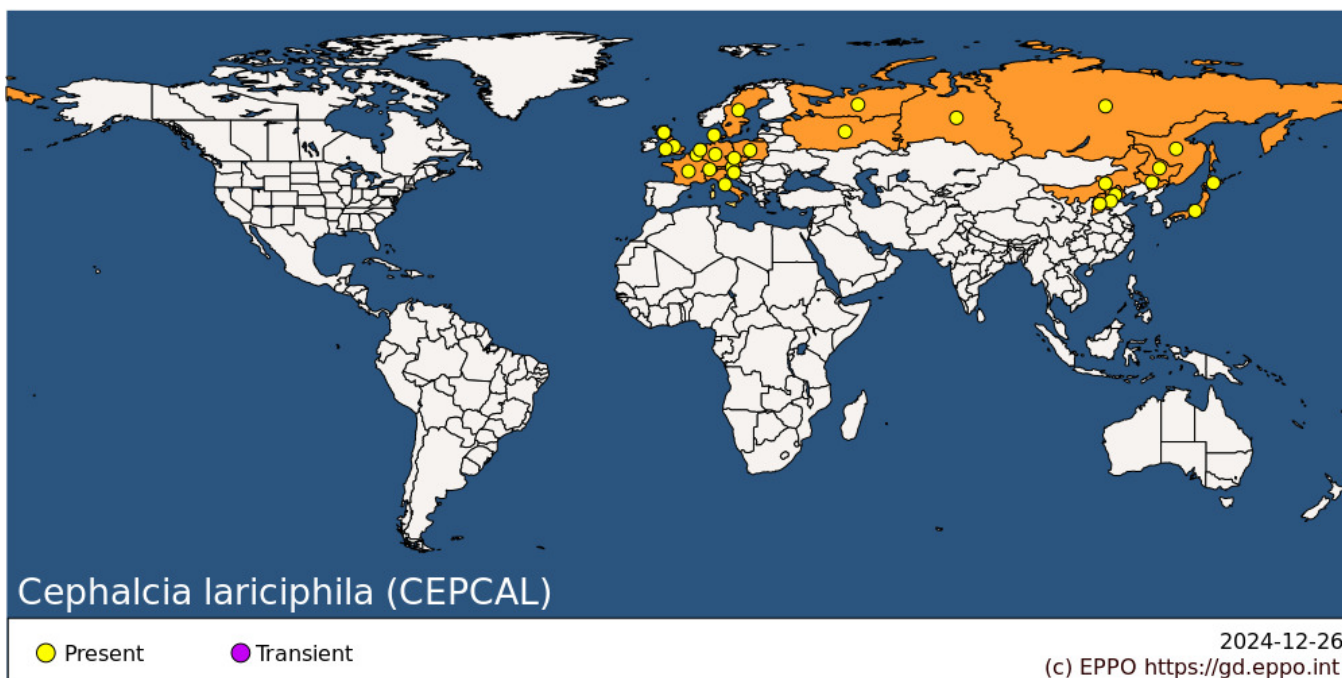 Cephalcia lariciphila (CEPCAL)
Present
Transient
2024-12-26
(c) EPPO https://gd.eppo.int